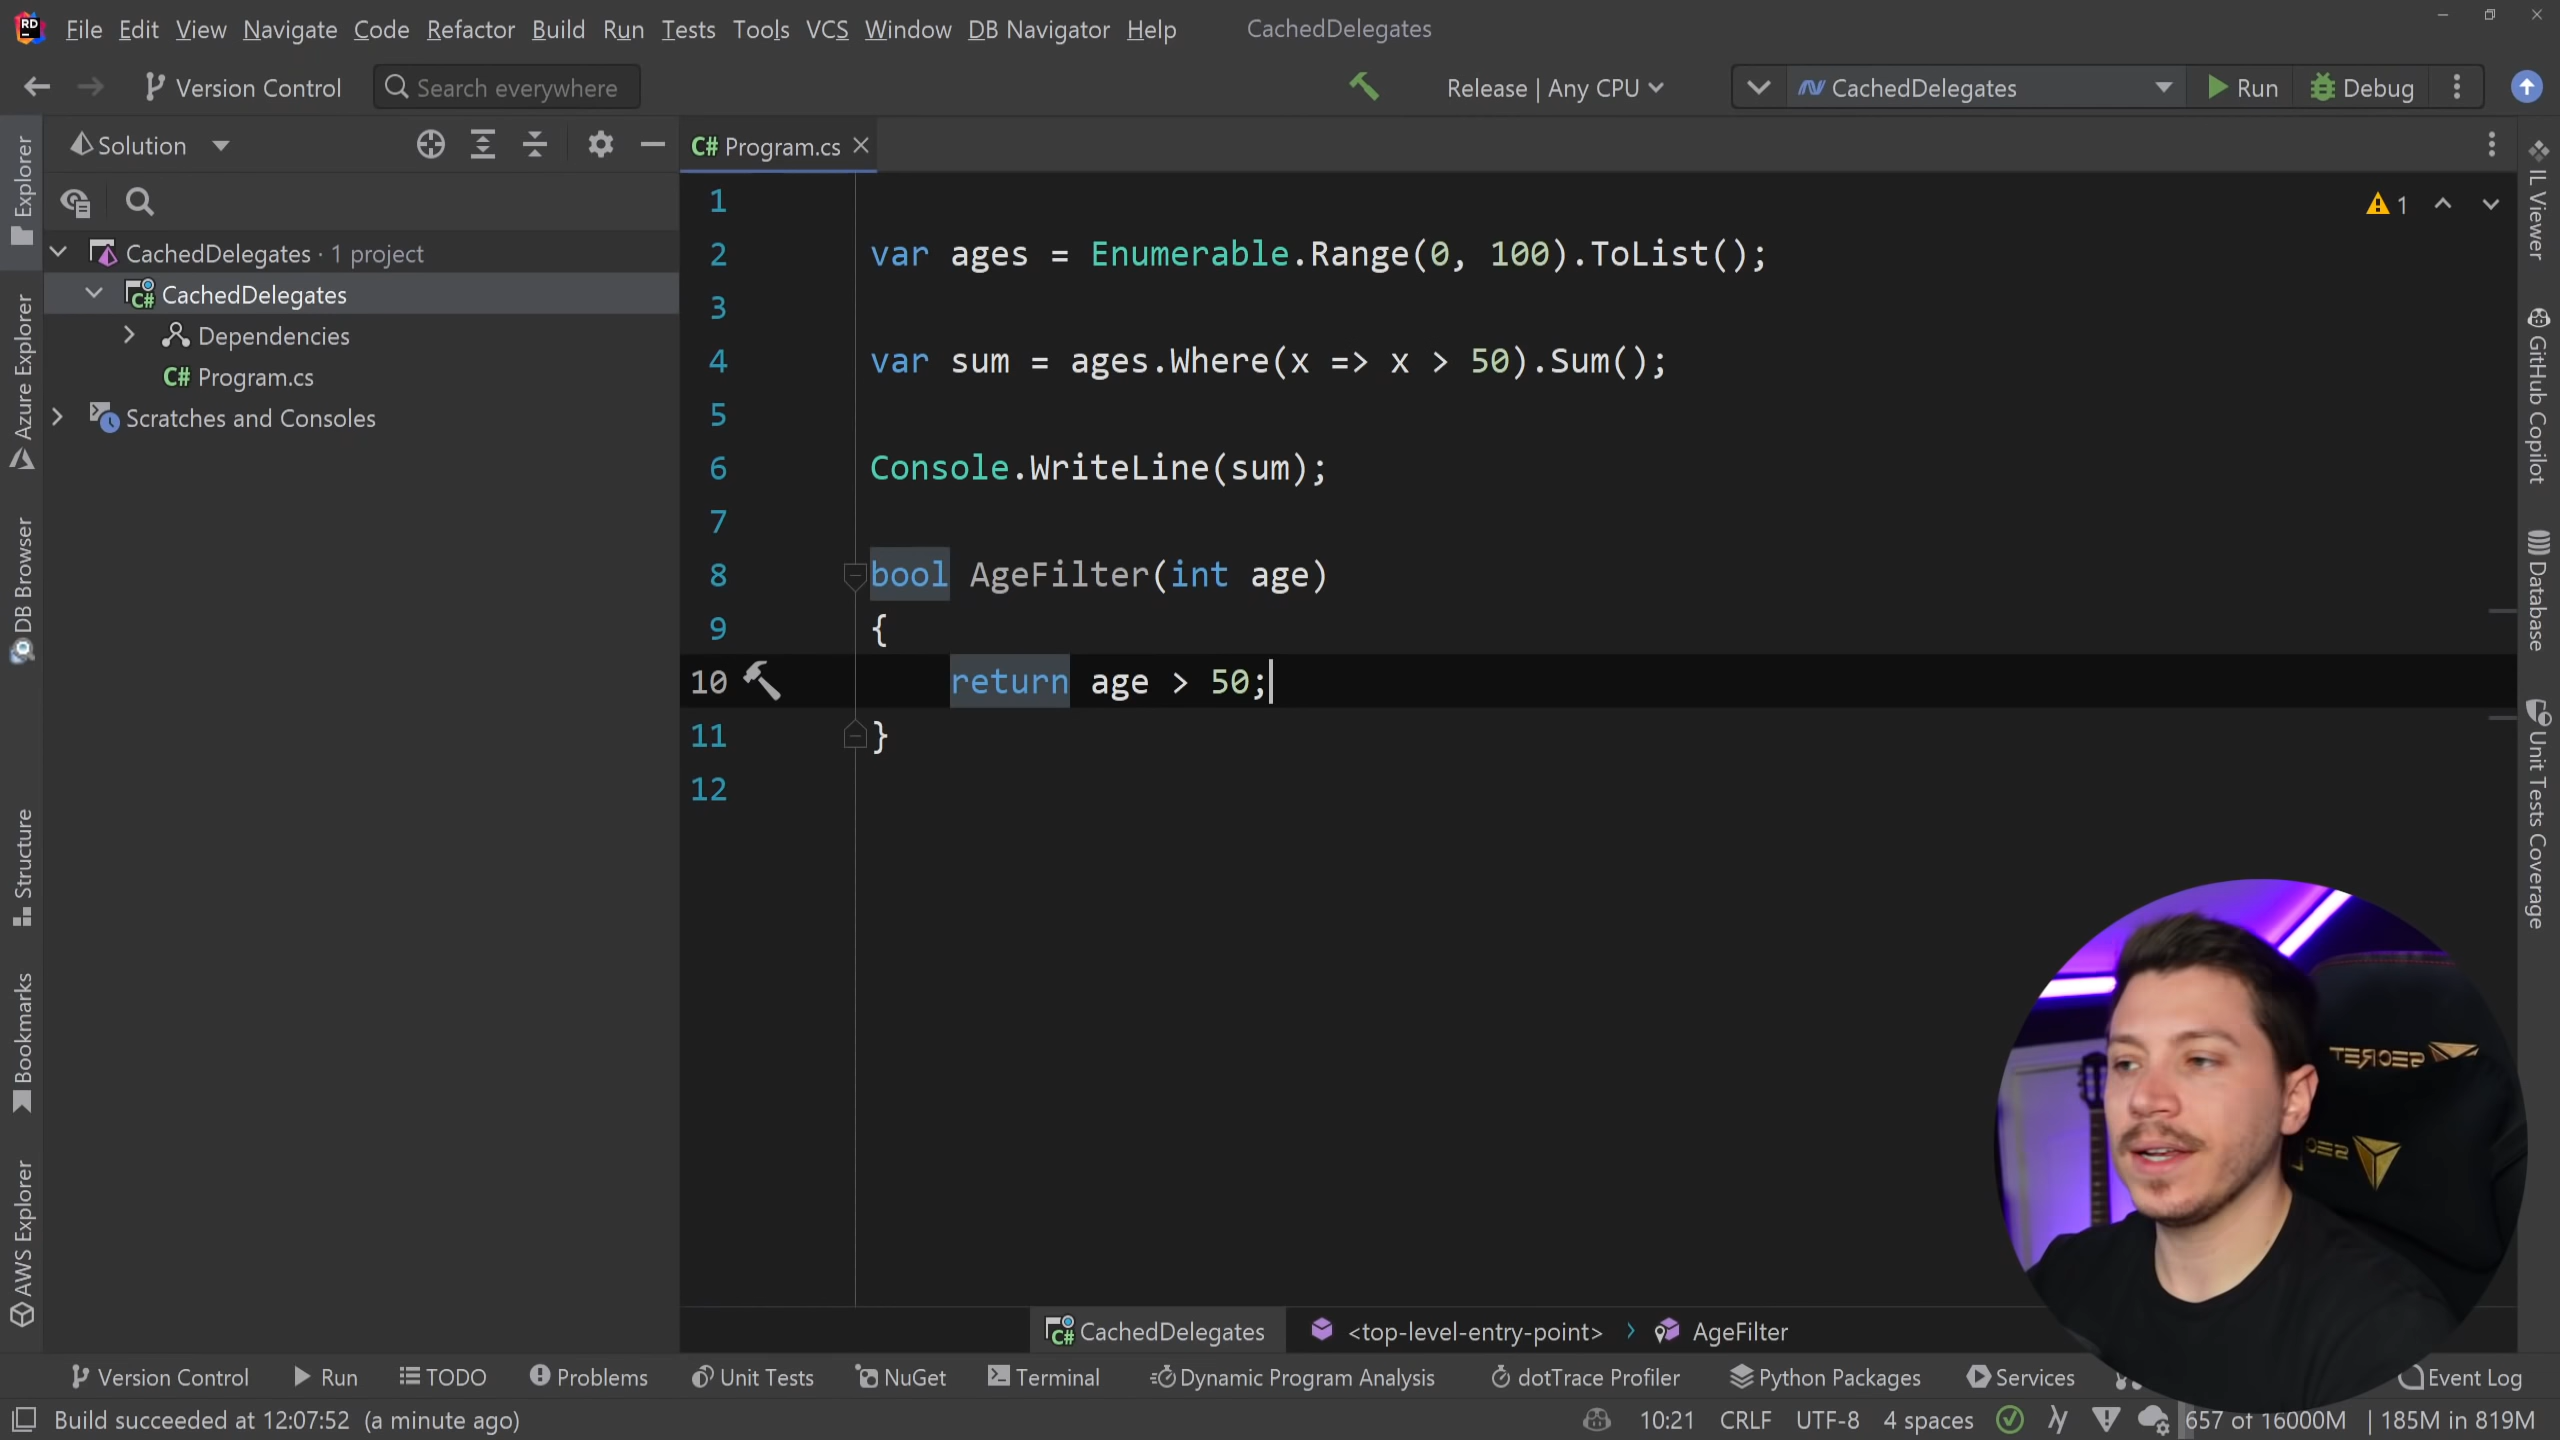 File Edit View Navigate Code Refactor Build Run Tests Tools VCS Window DB Navigator Help CachedDelegates
Version Control Search everywhere Release | Any CPU CachedDelegates Run Debug
Solution
C# Program.cs
CachedDelegates · 1 project
CachedDelegates
Dependencies
C# Program.cs
Scratches and Consoles
Explorer
Azure Explorer
DB Browser
Structure
Bookmarks
AWS Explorer
1
2 var ages = Enumerable.Range(0, 100).ToList();
3
4 var sum = ages.Where(x => x > 50).Sum();
5
6 Console.WriteLine(sum);
7
8 bool AgeFilter(int age)
9 {
10 return age > 50;
11 }
12
1
IL Viewer
GitHub Copilot
Database
Unit Tests Coverage
SECRET
SEC
CachedDelegates <top-level-entry-point> › AgeFilter
Version Control Run TODO Problems Unit Tests NuGet Terminal Dynamic Program Analysis dotTrace Profiler Python Packages Services Event Log
Build succeeded at 12:07:52 (a minute ago) 10:21 CRLF UTF-8 4 spaces 657 of 16000M | 185M in 819M